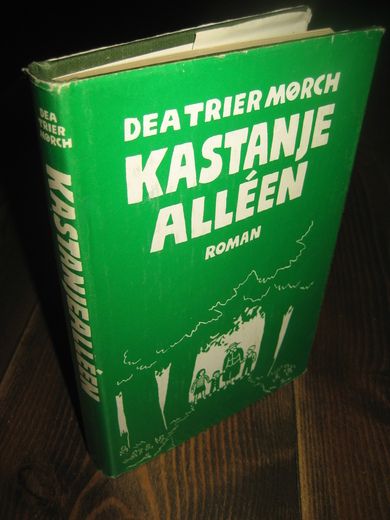 DEA TRIER MØRCH
KASTANJE
ALLÉEN
ROMAN
DEA
TRIER
MØRCH
KASTANJEALLÉEN